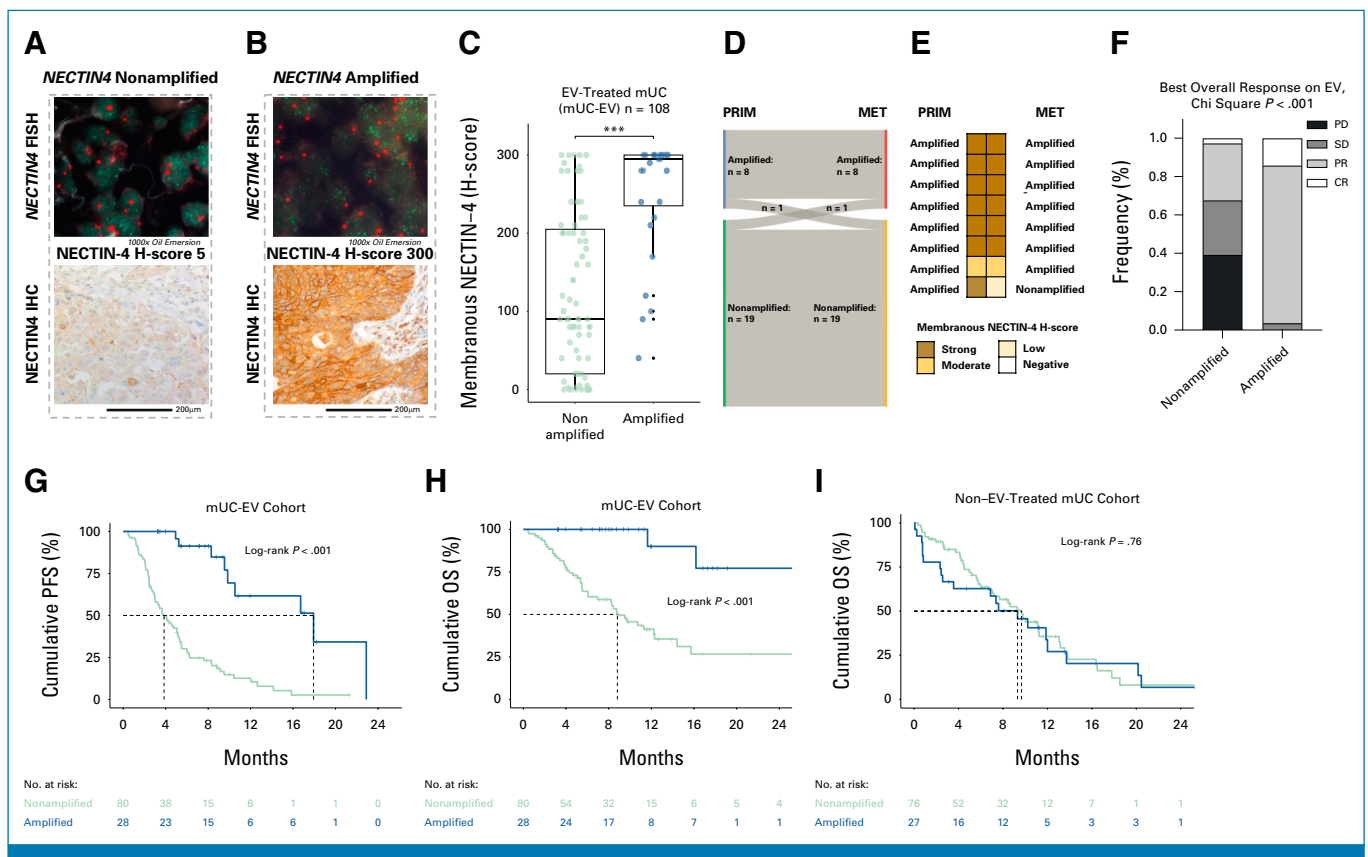 A
NECTIN4 Nonamplified
NECTIN4 FISH
1000x Oil Emersion
NECTIN-4 H-score 5
NECTIN4 IHC
200μm
B
NECTIN4 Amplified
NECTIN4 FISH
1000x Oil Emersion
NECTIN-4 H-score 300
NECTIN4 IHC
200μm
C
EV-Treated mUC
(mUC-EV) n = 108
***
Membranous NECTIN–4 (H-score)
300
200
100
0
Non
amplified
Amplified
D
PRIM
MET
Amplified:
n = 8
Amplified:
n = 8
n = 1
n = 1
Nonamplified:
n = 19
Nonamplified:
n = 19
E
PRIM
MET
Amplified Amplified
Amplified Amplified
Amplified Amplified
Amplified Amplified
Amplified Amplified
Amplified Amplified
Amplified Amplified
Amplified Nonamplified
Membranous NECTIN-4 H-score
Strong
Low
Moderate
Negative
F
Best Overall Response on EV,
Chi Square P < .001
Frequency (%)
1.0
0.8
0.6
0.4
0.2
0.0
Nonamplified
Amplified
PD
SD
PR
CR
G
mUC-EV Cohort
Log-rank P < .001
Cumulative PFS (%)
100
75
50
25
0
0 4 8 12 16 20 24
Months
No. at risk:
Nonamplified 80 38 15 6 1 1 0
Amplified 28 23 15 6 6 1 0
H
mUC-EV Cohort
Log-rank P < .001
Cumulative OS (%)
100
75
50
25
0
0 4 8 12 16 20 24
Months
No. at risk:
Nonamplified 80 54 32 15 6 5 4
Amplified 28 24 17 8 7 1 1
I
Non–EV-Treated mUC Cohort
Log-rank P = .76
Cumulative OS (%)
100
75
50
25
0
0 4 8 12 16 20 24
Months
No. at risk:
Nonamplified 76 52 32 12 7 1 1
Amplified 27 16 12 5 3 3 1